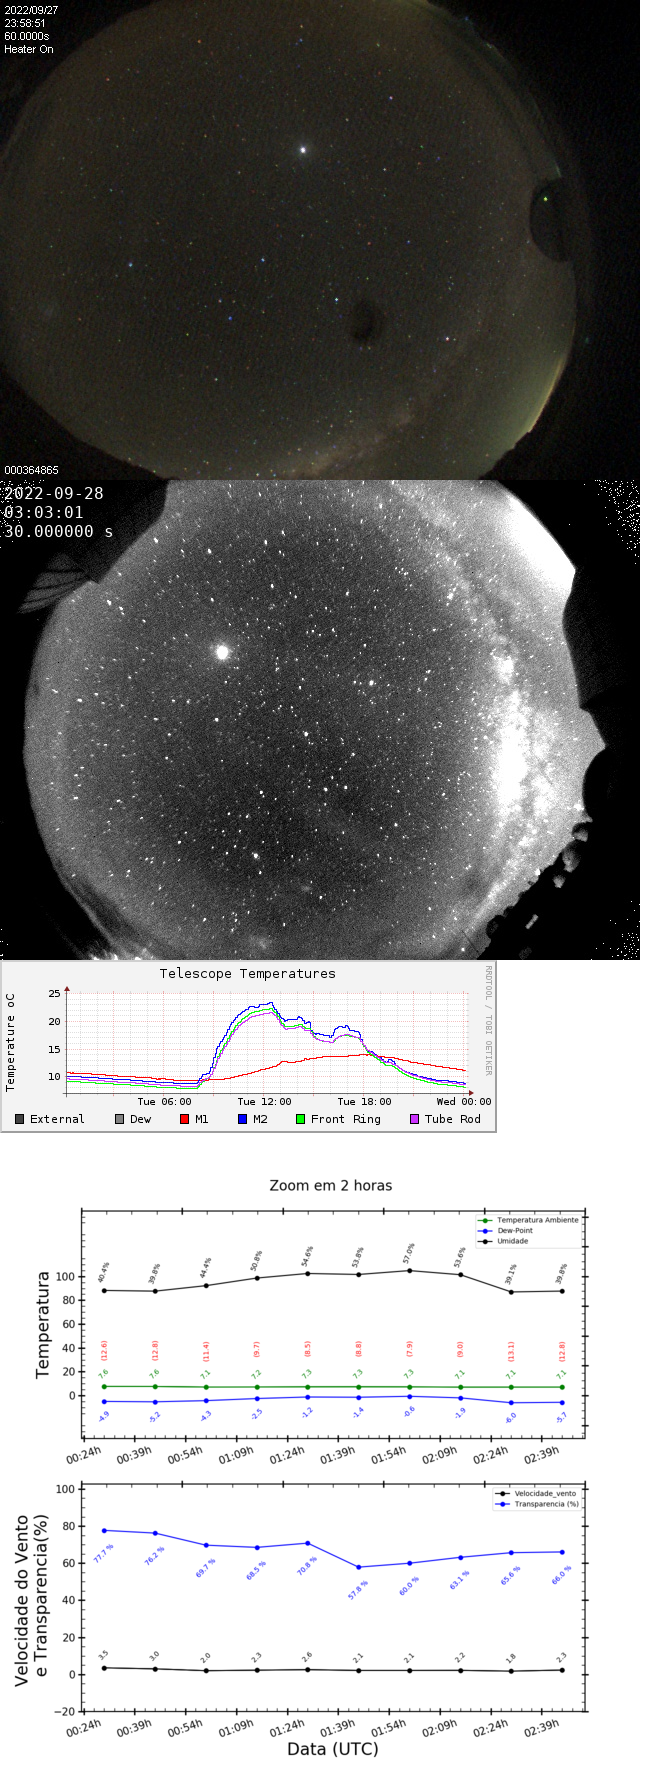 2022/09/27
23:58:51
60.0000s
Heater On
000364865
2022-09-28
03:03:01
30.000000 s
Telescope Temperatures
RRDTOOL / TOBI OETIKER
Temperature oC
25
20
15
10
Tue 06:00 Tue 12:00 Tue 18:00 Wed 00:00
External Dew M1 M2 Front Ring Tube Rod
Zoom em 2 horas
Temperatura Ambiente
Dew-Point
Umidade
Temperatura
100
80
60
40
20
0
40.4% 39.8% 44.4% 50.8% 54.6% 53.8% 57.0% 53.6% 39.1% 39.8%
(12.6) (12.8) (11.4) (9.7) (8.5) (8.8) (7.9) (9.0) (13.1) (12.8)
7.6 7.6 7.1 7.2 7.3 7.3 7.3 7.1 7.1 7.1
-4.9 -5.2 -4.3 -2.5 -1.2 -1.4 -0.6 -1.9 -6.0 -5.7
00:24h 00:39h 00:54h 01:09h 01:24h 01:39h 01:54h 02:09h 02:24h 02:39h
Velocidade_vento
Transparencia (%)
Velocidade do Vento
e Transparencia(%)
100
80
60
40
20
0
−20
77.7 % 76.2 % 69.7 % 68.5 % 70.8 % 57.8 % 60.0 % 63.1 % 65.6 % 66.0 %
3.5 3.0 2.0 2.3 2.6 2.1 2.1 2.2 1.8 2.3
00:24h 00:39h 00:54h 01:09h 01:24h 01:39h 01:54h 02:09h 02:24h 02:39h
Data (UTC)